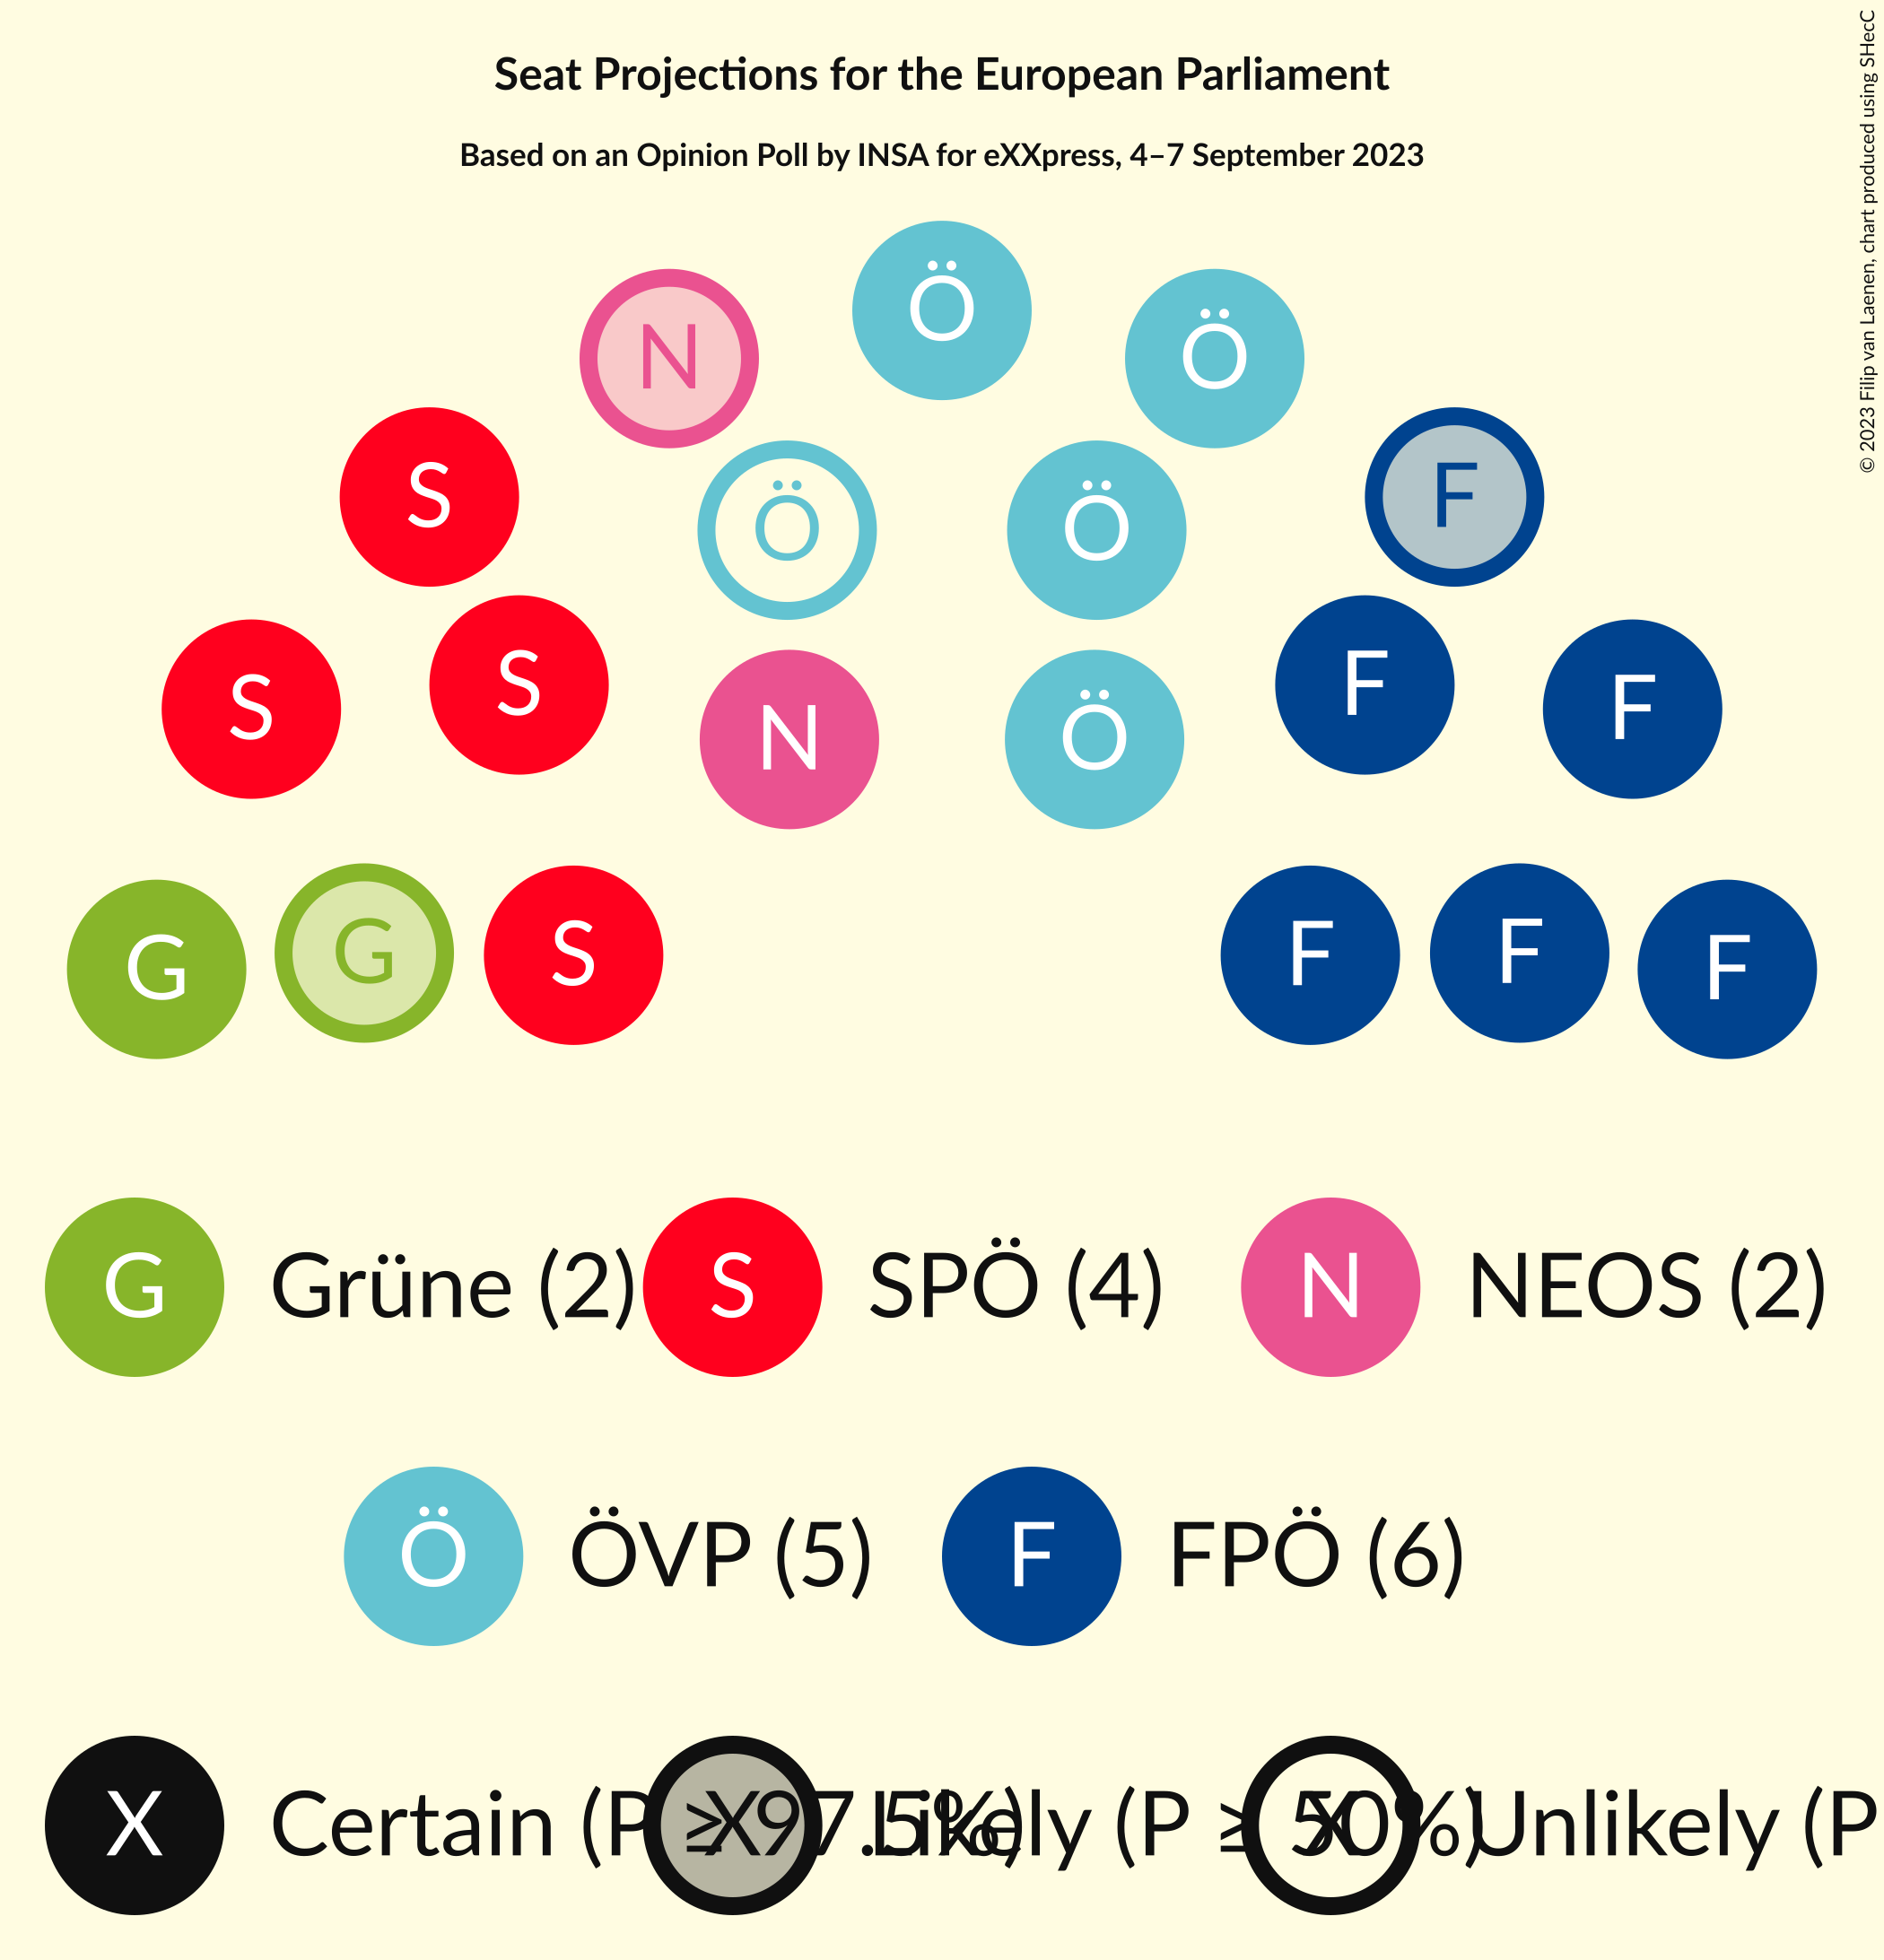 Seat Projections for the European Parliament
Based on an Opinion Poll by INSA for eXXpress, 4–7 September 2023
© 2023 Filip van Laenen, chart produced using SHecC
Ö
N Ö
S F
Ö Ö
S F
S F
N Ö
G G S F F F
G Grüne (2) S SPÖ (4) N NEOS (2)
Ö ÖVP (5) F FPÖ (6)
X Certain (P ≥ 97.5%) X Likely (P ≥ 50%) X Unlikely (P